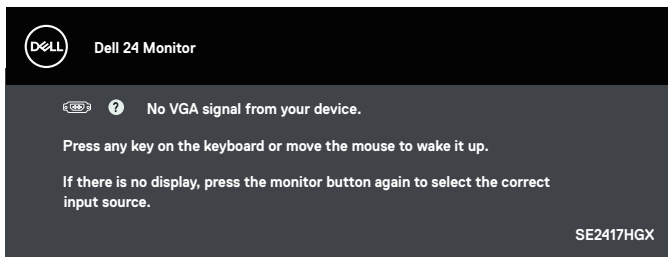 DELL
Dell 24 Monitor
? No VGA signal from your device.
Press any key on the keyboard or move the mouse to wake it up.
If there is no display, press the monitor button again to select the correct
input source.
SE2417HGX